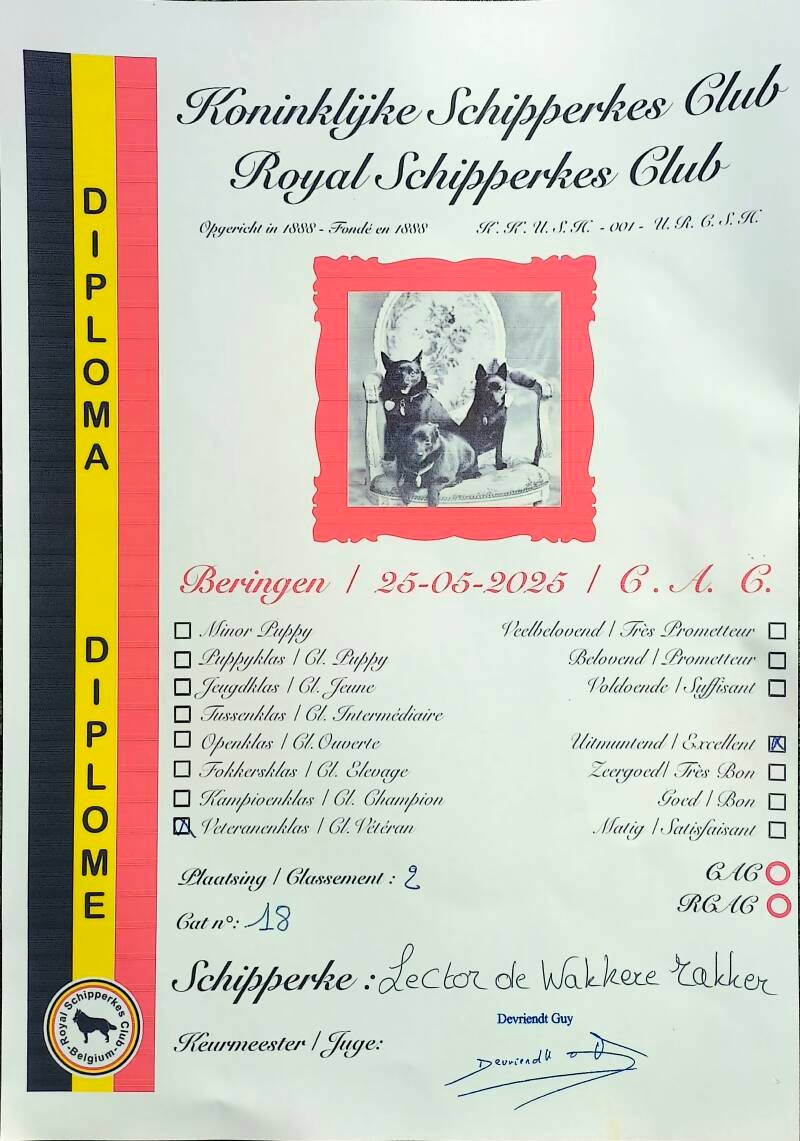 Koninklijke Schipperkes Club
Royal Schipperkes Club
Opgericht in 1888 - Fondé en 1888 K. K. U. S. H. - 001 - U. R. C. S. H.
DIPLOMA
DIPLOME
Beringen / 25-05-2025 / C. A. C.
Minor Puppy
Puppyklas / Cl. Puppy
Jeugdklas / Cl. Jeune
Tussenklas / Cl. Intermédiaire
Openklas / Cl. Ouverte
Fokkersklas / Cl. Elevage
Kampioenklas / Cl. Champion
Veteranenklas / Cl. Vétéran
Veelbelovend / Très Prometteur
Belovend / Prometteur
Voldoende / Suffisant
Uitmuntend / Excellent
Zeergoed / Très Bon
Goed / Bon
Matig / Satisfaisant
Plaatsing / Classement : 2
CAC
RCAC
Cat n°: 18
Schipperke : Lector de Wakkere Rakker
Devriendt Guy
Keurmeester / Juge:
Devriendt
Royal Schipperkes Club
- Belgium -